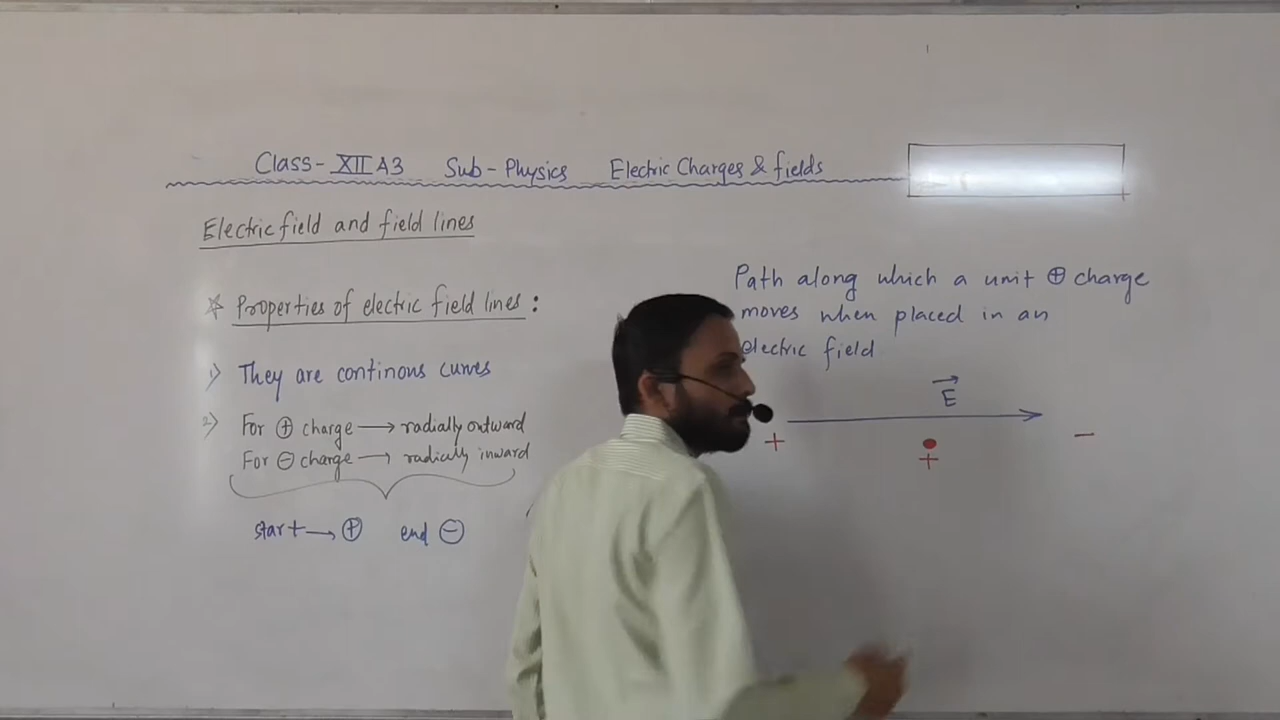 Class- XII A3 Sub- Physics Electric Charges & fields
Electric field and field lines
* Properties of electric field lines :
1) They are continous curves
2) For ⊕ charge → radially outward
For ⊖ charge → radically inward
start → ⊕ end ⊖
Path along which a unit ⊕ charge
moves when placed in an
electric field
E
+ + −